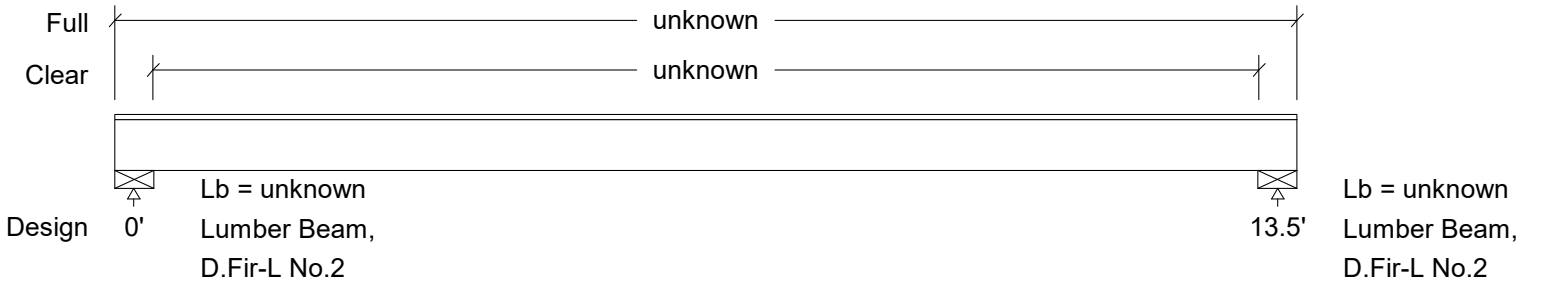 Full unknown
Clear unknown
Lb = unknown Lb = unknown
Design 0' Lumber Beam, 13.5' Lumber Beam,
D.Fir-L No.2 D.Fir-L No.2